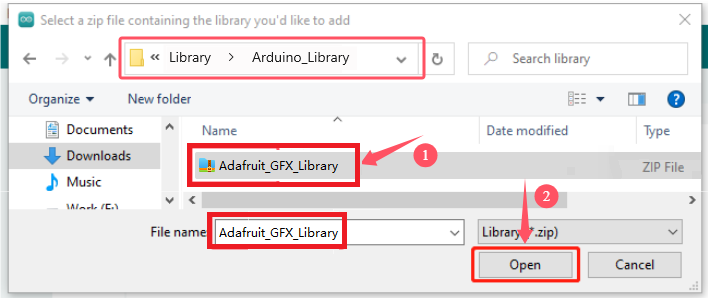 Select a zip file containing the library you'd like to add
« Library > Arduino_Library
Search library
Organize
New folder
Documents
Downloads
Music
Work (F:)
Name
Date modified
Type
Adafruit_GFX_Library
ZIP File
1
2
File name:
Adafruit_GFX_Library
Library (*.zip)
Open
Cancel